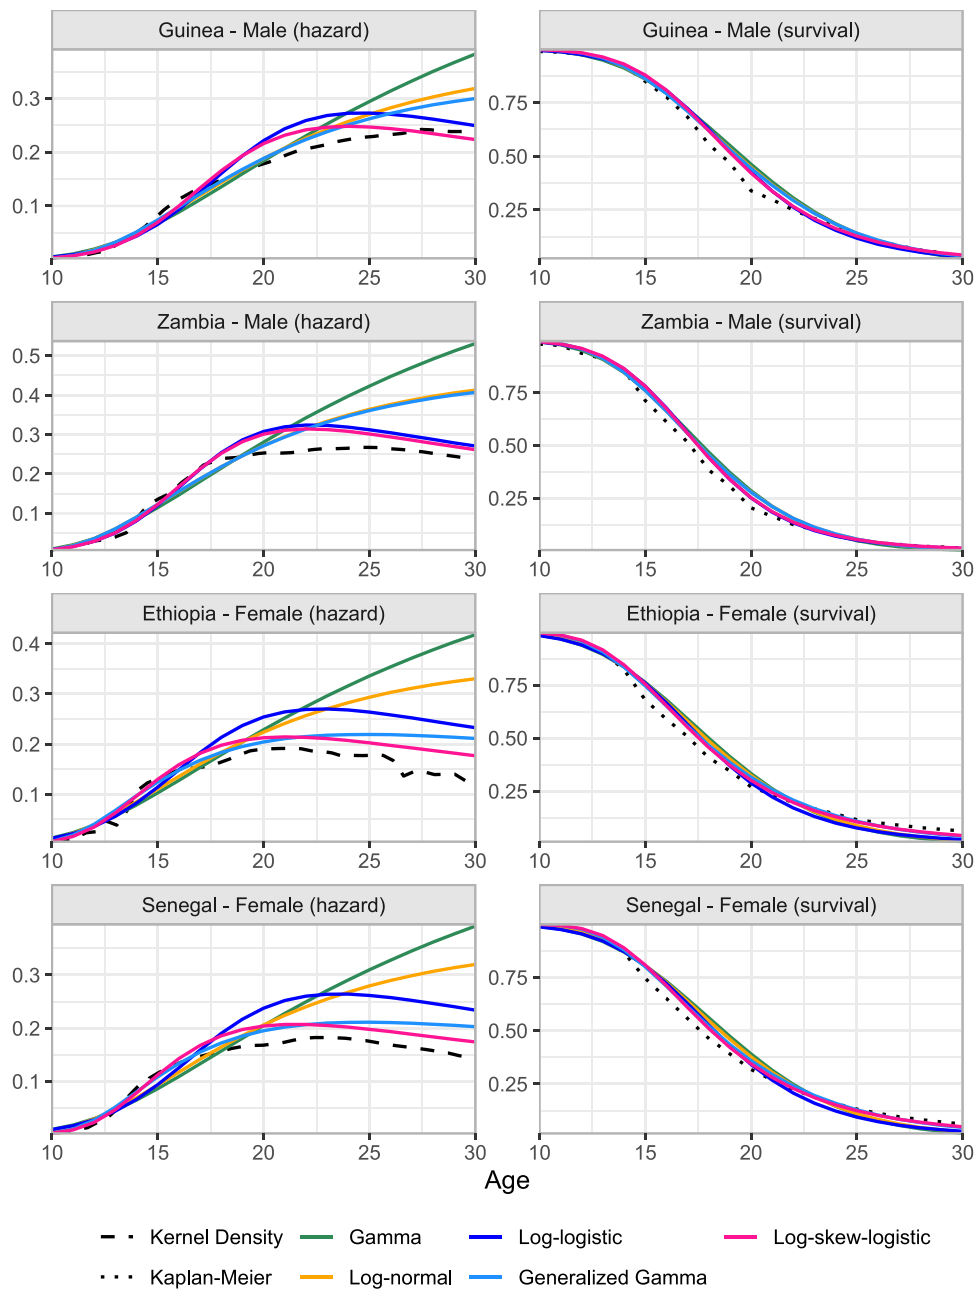 Guinea - Male (hazard)
Guinea - Male (survival)
0.3
0.2
0.1
10 15 20 25 30
0.75
0.50
0.25
10 15 20 25 30
Zambia - Male (hazard)
Zambia - Male (survival)
0.5
0.4
0.3
0.2
0.1
10 15 20 25 30
0.75
0.50
0.25
10 15 20 25 30
Ethiopia - Female (hazard)
Ethiopia - Female (survival)
0.4
0.3
0.2
0.1
10 15 20 25 30
0.75
0.50
0.25
10 15 20 25 30
Senegal - Female (hazard)
Senegal - Female (survival)
0.3
0.2
0.1
10 15 20 25 30
0.75
0.50
0.25
10 15 20 25 30
Age
Kernel Density Gamma Log-logistic Log-skew-logistic
Kaplan-Meier Log-normal Generalized Gamma